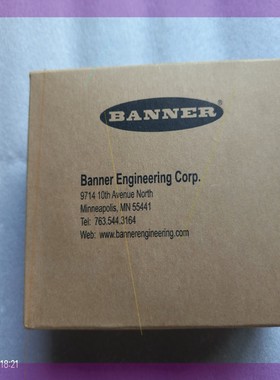 BANNER
Banner Engineering Corp.
9714 10th Avenue North
Minneapolis, MN 55441
Tel: 763.544.3164
Web: www.bannerengineering.com
18:21